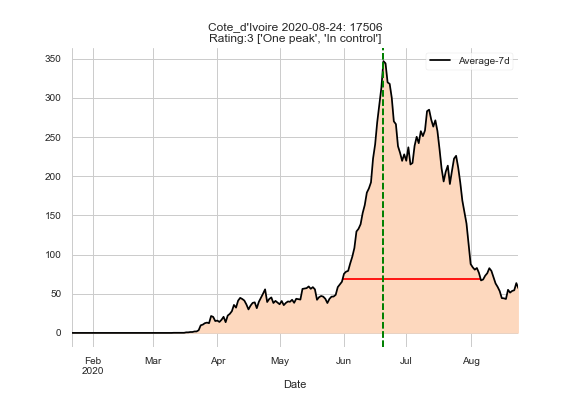 Cote_d'Ivoire 2020-08-24: 17506
Rating:3 ['One peak', 'In control']
Average-7d
350
300
250
200
150
100
50
0
Feb Mar Apr May Jun Jul Aug
2020
Date